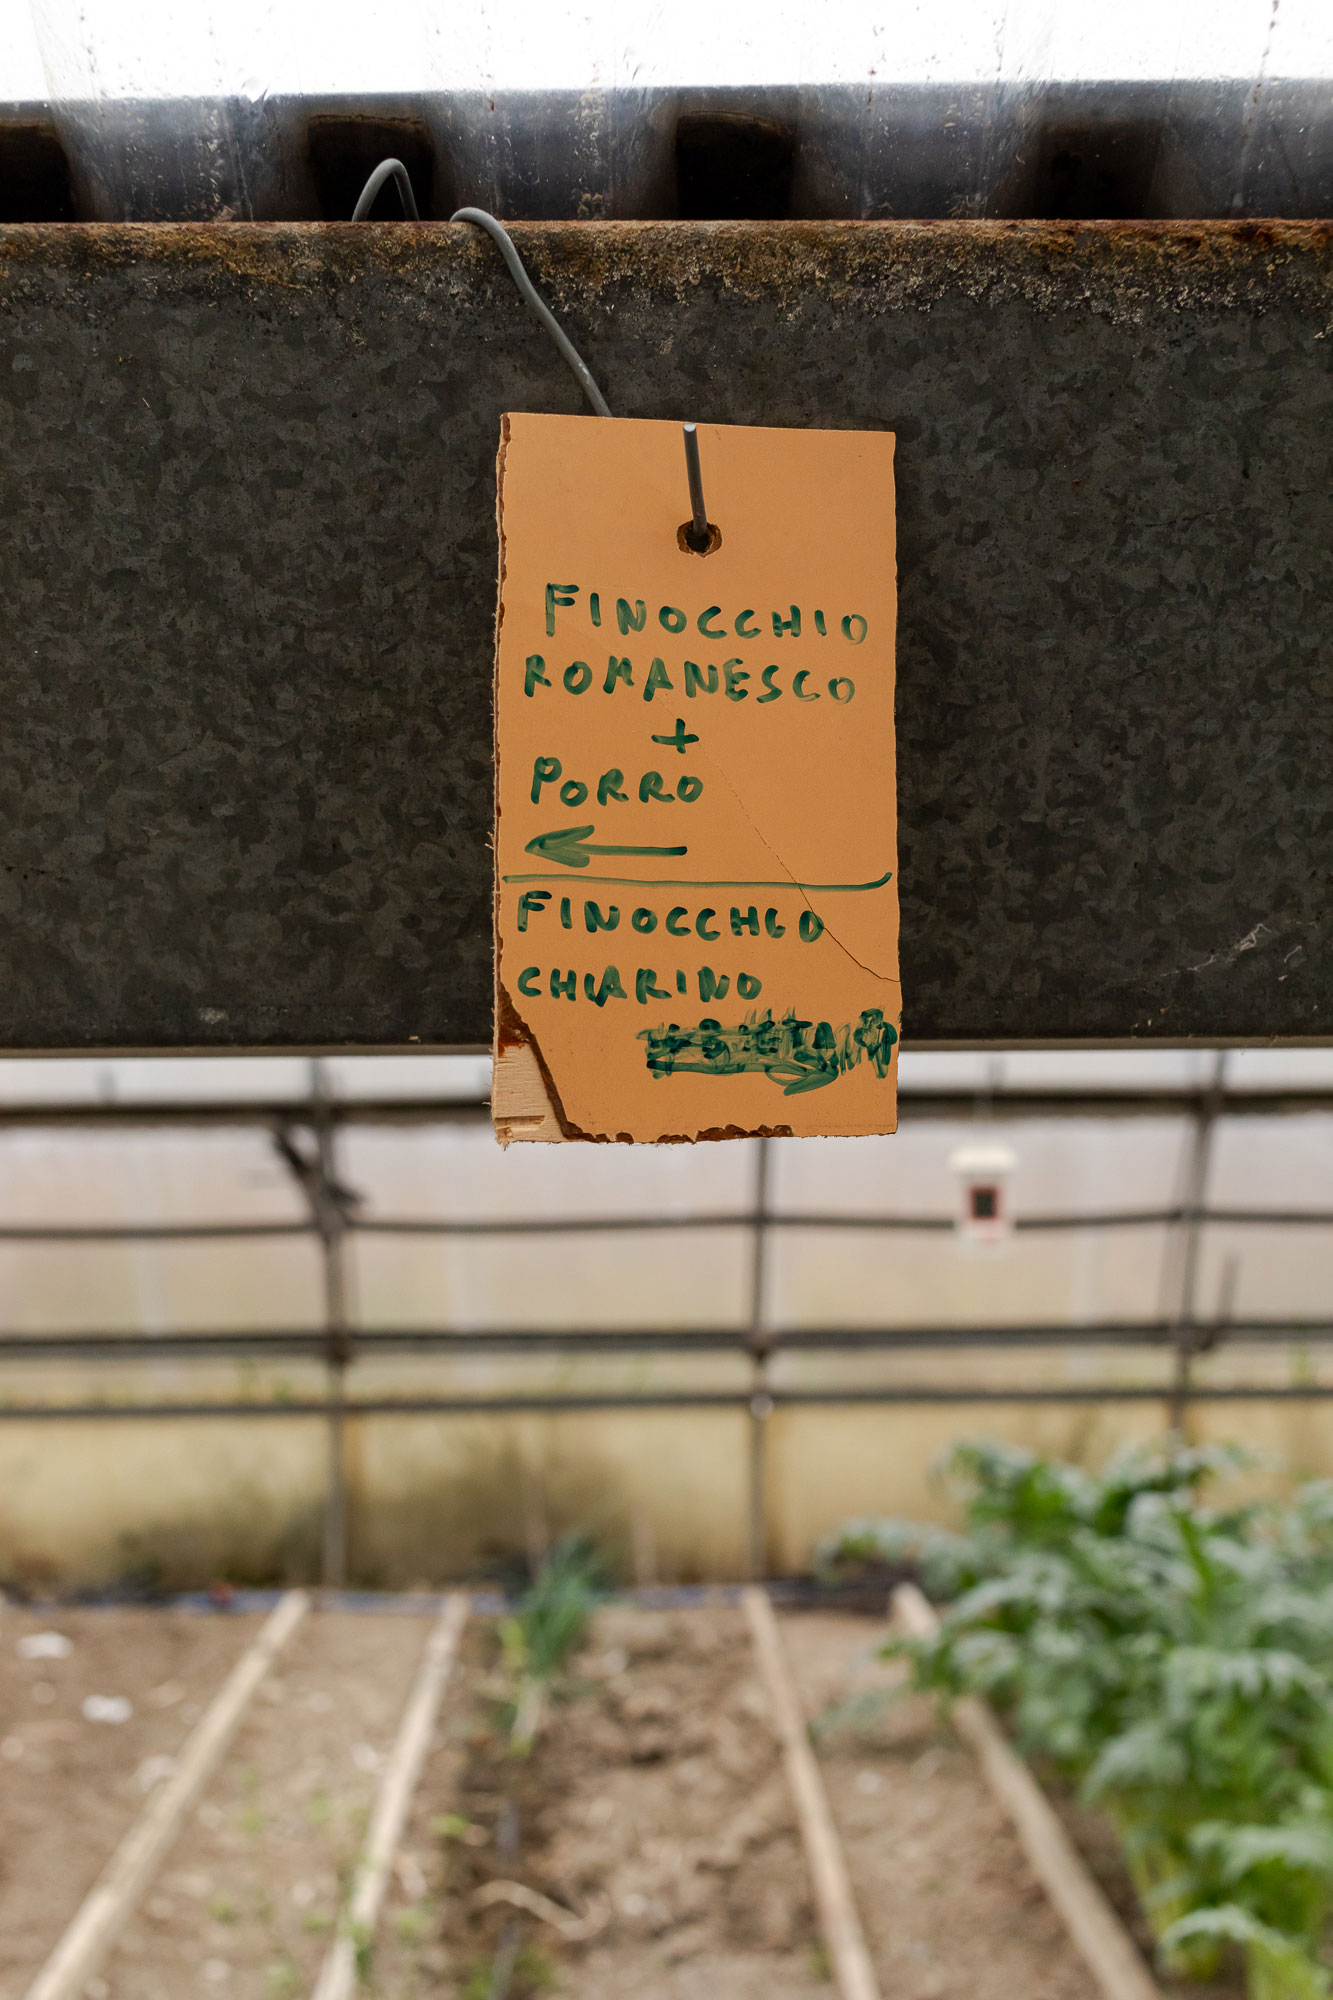 FINOCCHIO
ROMANESCO
+
PORRO
←
FINOCCHIO
CHIARINO